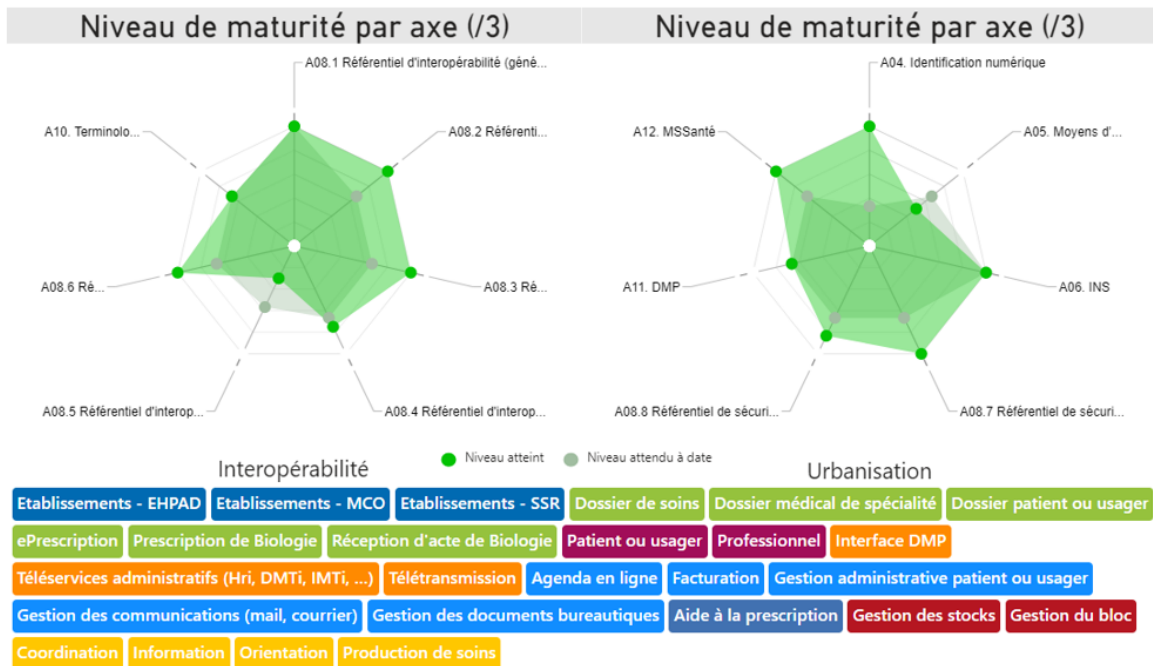 Niveau de maturité par axe (/3)
Niveau de maturité par axe (/3)
A08.1 Référentiel d'interopérabilité (géné...
A10. Terminolo...
A08.2 Référenti...
A08.6 Ré...
A08.3 Ré...
A08.5 Référentiel d'interop...
A08.4 Référentiel d'interop...
A04. Identification numérique
A12. MSSanté
A05. Moyens d'...
A11. DMP
A06. INS
A08.8 Référentiel de sécuri...
A08.7 Référentiel de sécuri...
Interopérabilité
Niveau atteint
Niveau attendu à date
Urbanisation
Etablissements - EHPAD Etablissements - MCO Etablissements - SSR Dossier de soins Dossier médical de spécialité Dossier patient ou usager
ePrescription Prescription de Biologie Réception d'acte de Biologie Patient ou usager Professionnel Interface DMP
Téléservices administratifs (Hri, DMTi, IMTi, ...) Télétransmission Agenda en ligne Facturation Gestion administrative patient ou usager
Gestion des communications (mail, courrier) Gestion des documents bureautiques Aide à la prescription Gestion des stocks Gestion du bloc
Coordination Information Orientation Production de soins